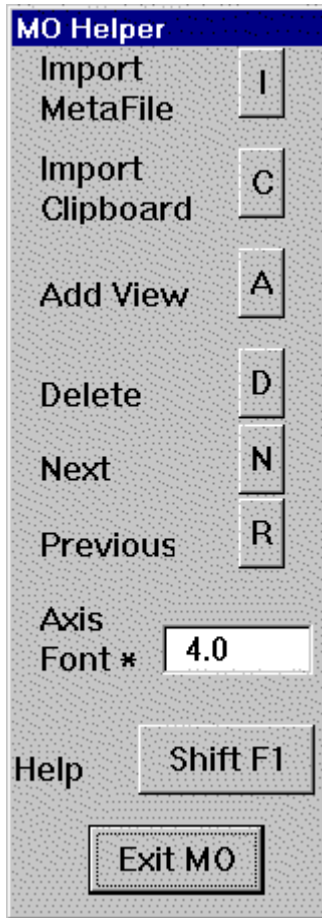 MO Helper
Import
MetaFile
I
Import
Clipboard
C
Add View
A
Delete
D
Next
N
Previous
R
Axis
Font *
4.0
Help
Shift F1
Exit MO